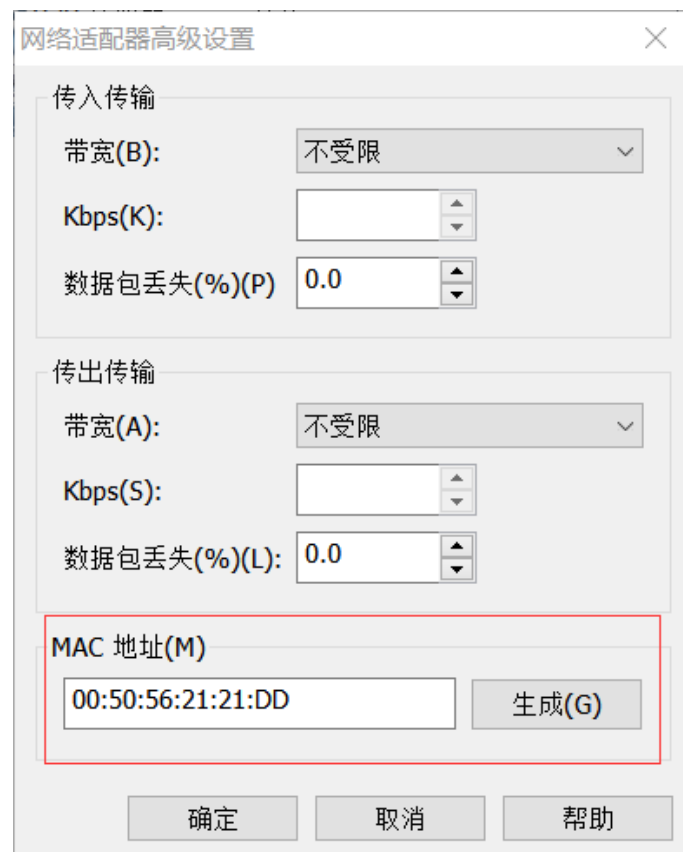 网络适配器高级设置
传入传输
带宽(B): 不受限
Kbps(K):
数据包丢失(%)(P) 0.0
传出传输
带宽(A): 不受限
Kbps(S):
数据包丢失(%)(L): 0.0
MAC 地址(M)
00:50:56:21:21:DD 生成(G)
确定 取消 帮助